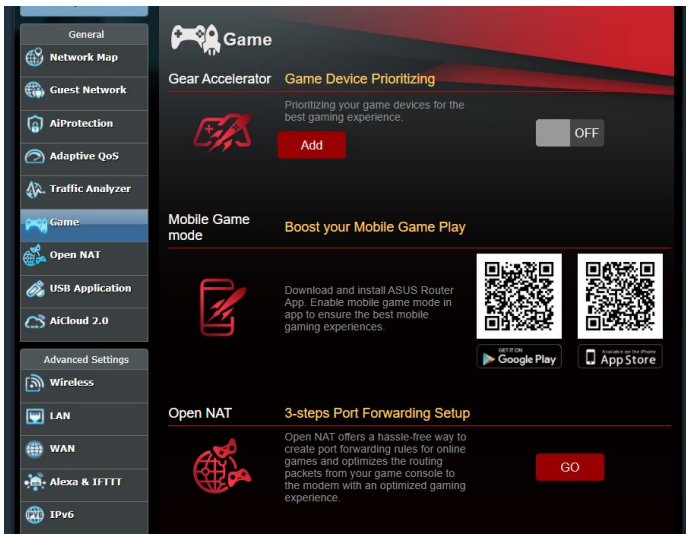 General
Network Map
Guest Network
AiProtection
Adaptive QoS
Traffic Analyzer
Game
Open NAT
USB Application
AiCloud 2.0
Advanced Settings
Wireless
LAN
WAN
Alexa & IFTTT
IPv6
Game
Gear Accelerator
Game Device Prioritizing
Prioritizing your game devices for the
best gaming experience.
Add
OFF
Mobile Game
mode
Boost your Mobile Game Play
Download and install ASUS Router
App. Enable mobile game mode in
app to ensure the best mobile
gaming experiences.
GET IT ON
Google Play
Available on the iPhone
App Store
Open NAT
3-steps Port Forwarding Setup
Open NAT offers a hassle-free way to
create port forwarding rules for online
games and optimizes the routing
packets from your game console to
the modem with an optimized gaming
experience.
GO